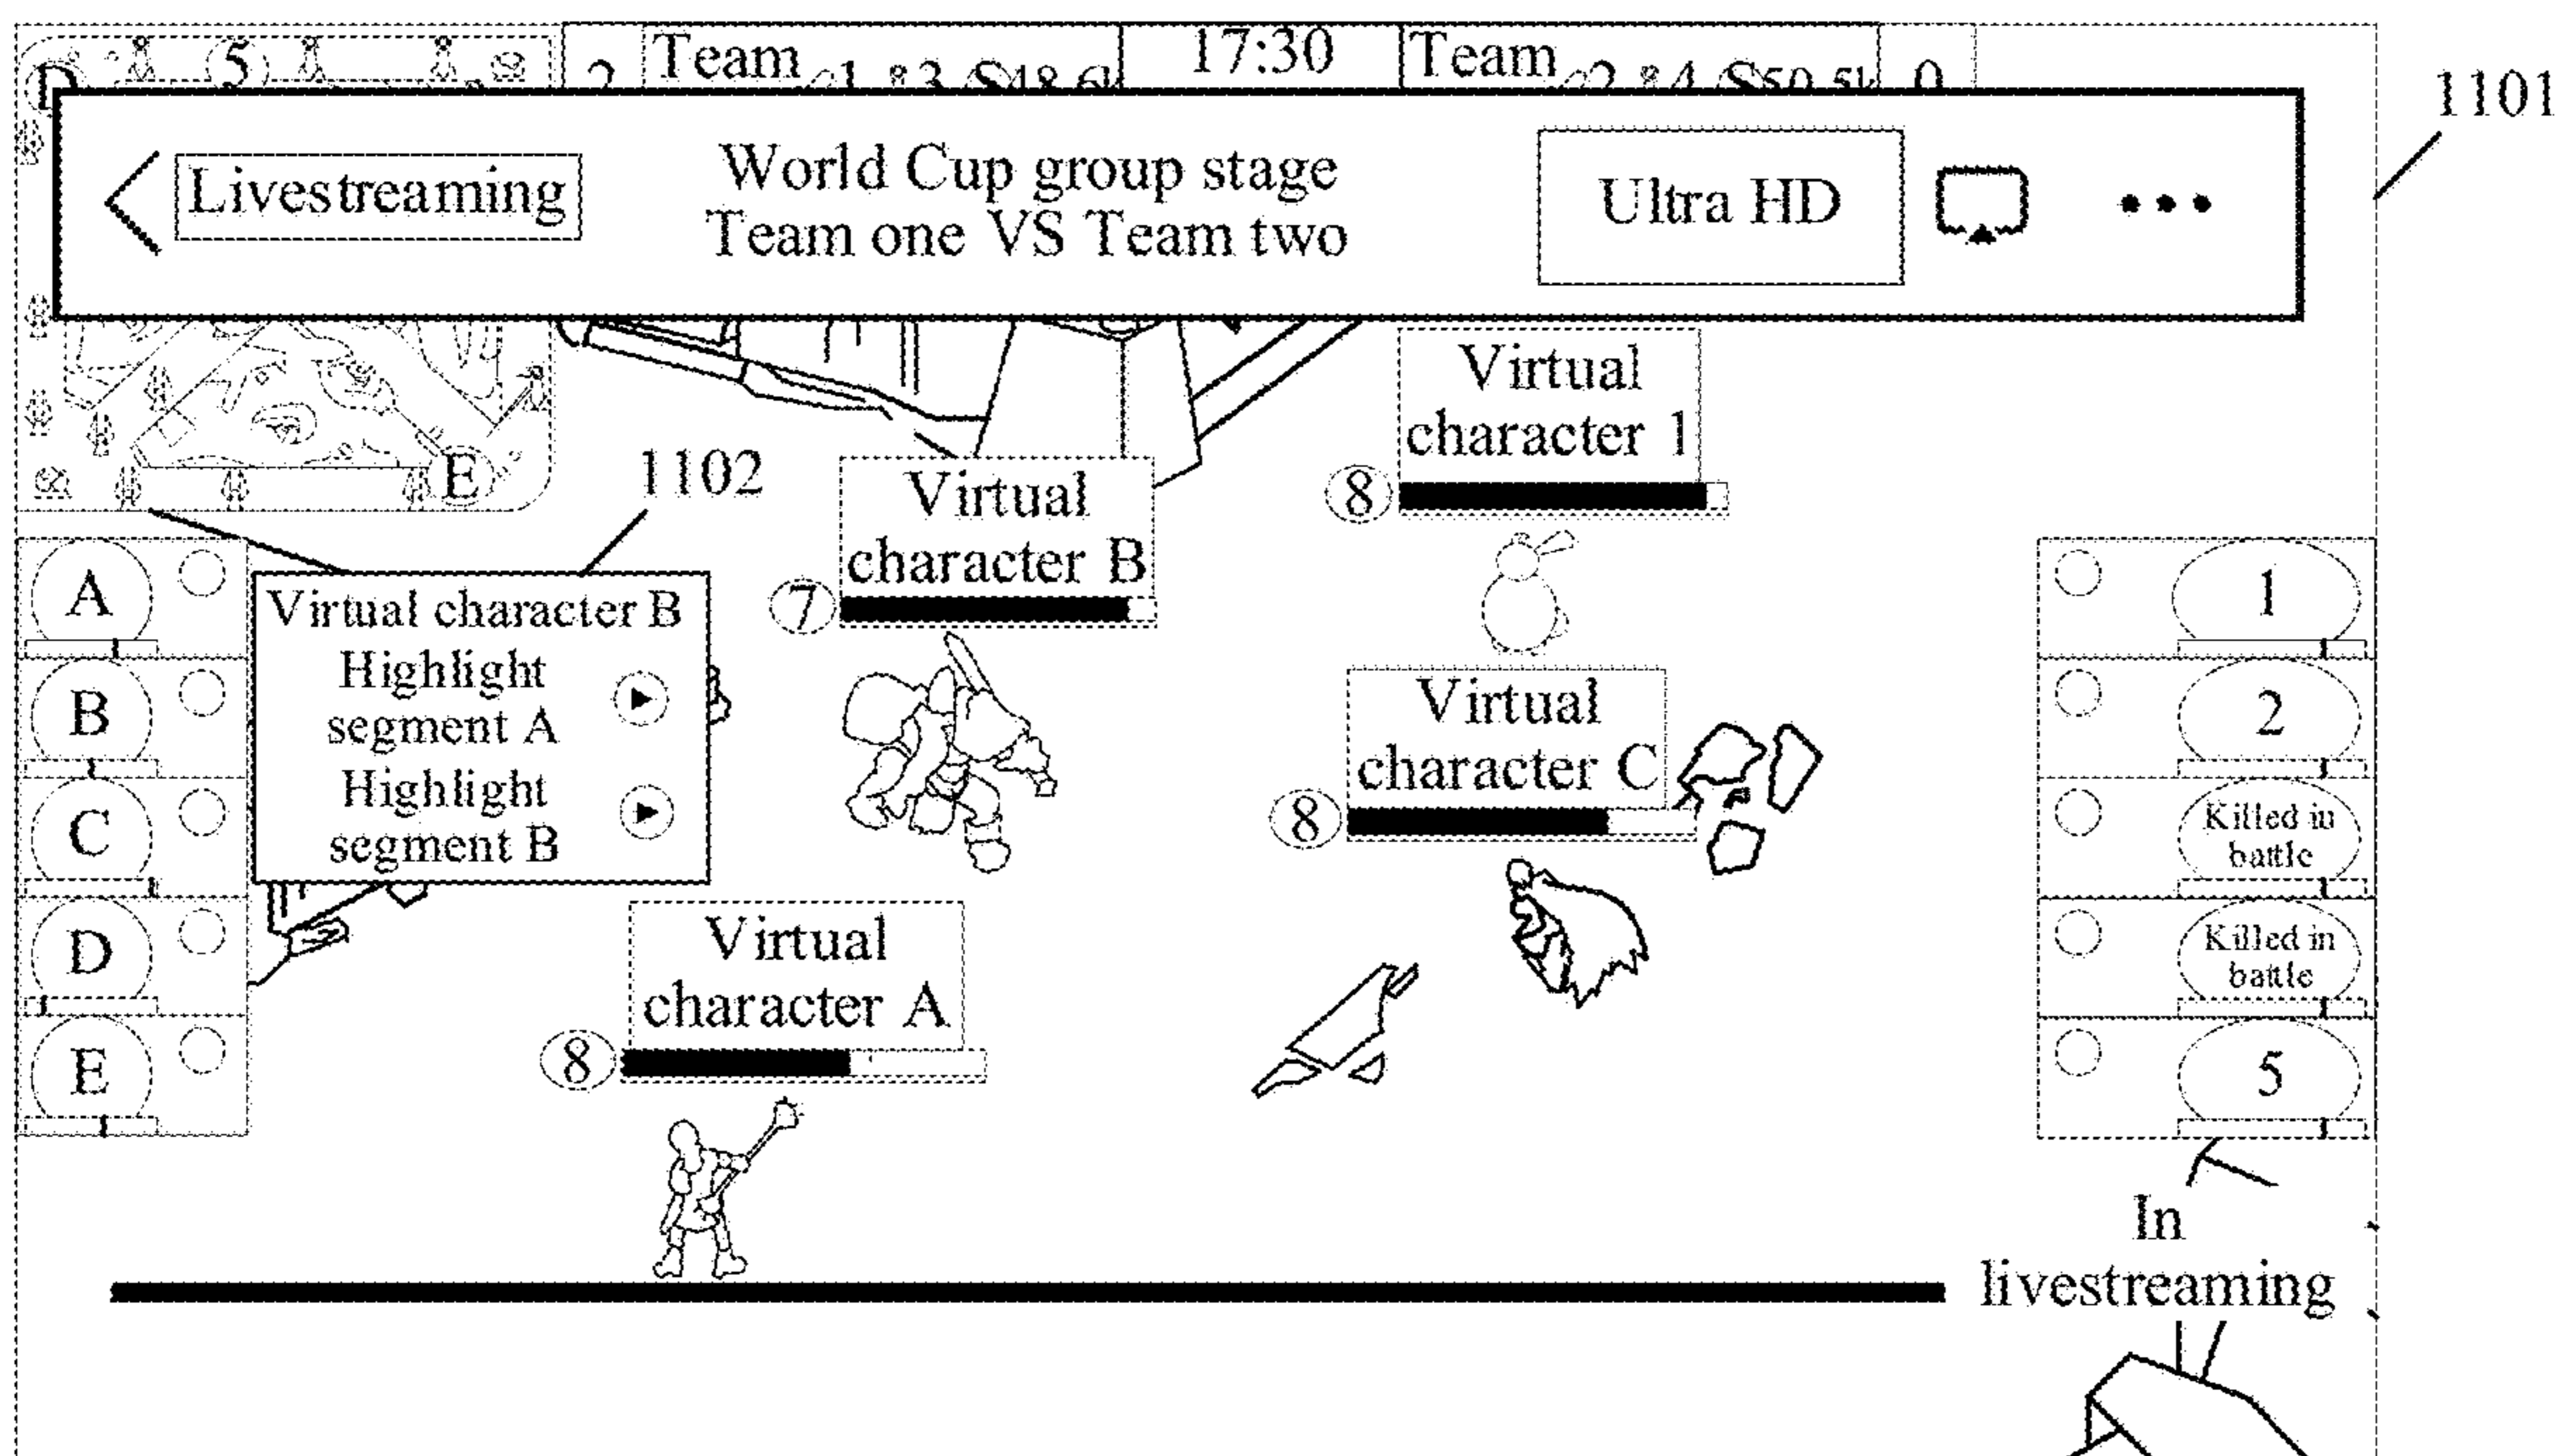 5
Team
17:30
Team
1101
Livestreaming
World Cup group stage
Team one VS Team two
Ultra HD
Virtual
character 1
8
E
1102
Virtual
character B
7
A
B
C
D
E
Virtual character B
Highlight
segment A
Highlight
segment B
Virtual
character C
8
1
2
Killed in
battle
Killed in
battle
5
Virtual
character A
8
In
livestreaming